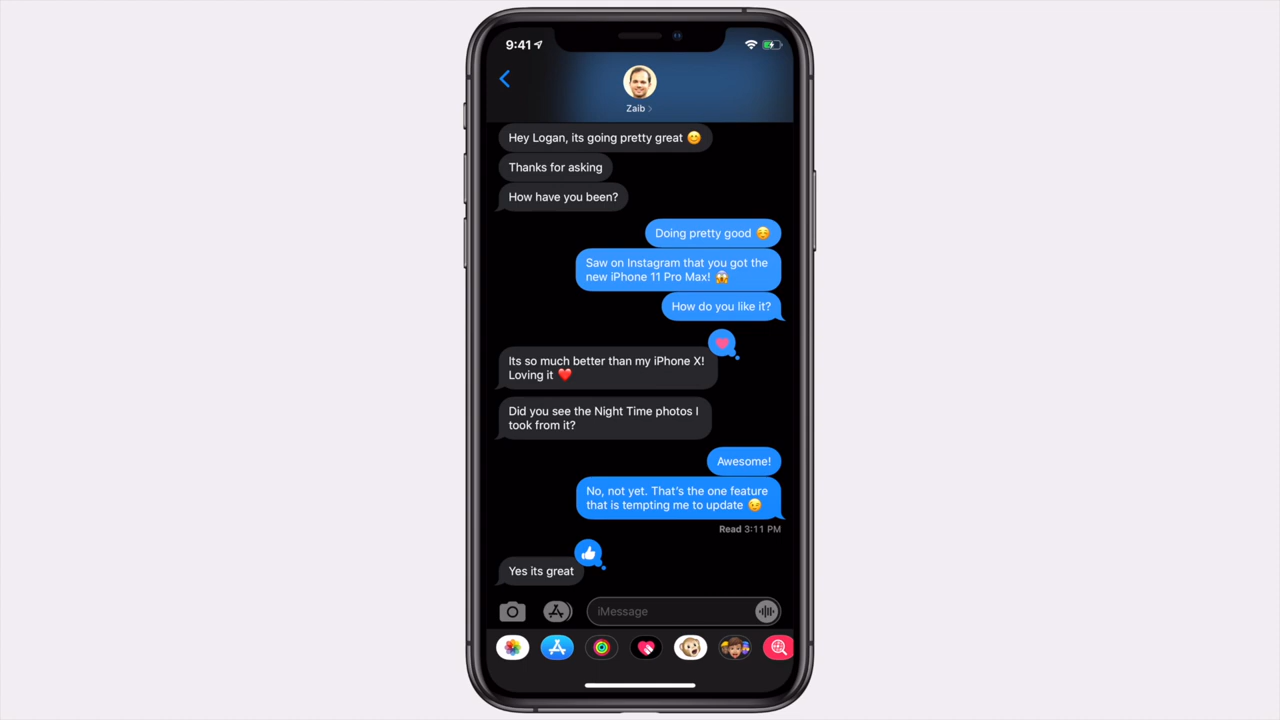 9:41
Zaib
Hey Logan, its going pretty great 😊
Thanks for asking
How have you been?
Doing pretty good ☺️
Saw on Instagram that you got the
new iPhone 11 Pro Max! 😱
How do you like it?
Its so much better than my iPhone X!
Loving it ❤️
Did you see the Night Time photos I
took from it?
Awesome!
No, not yet. That's the one feature
that is tempting me to update 😉
Read 3:11 PM
Yes its great
iMessage